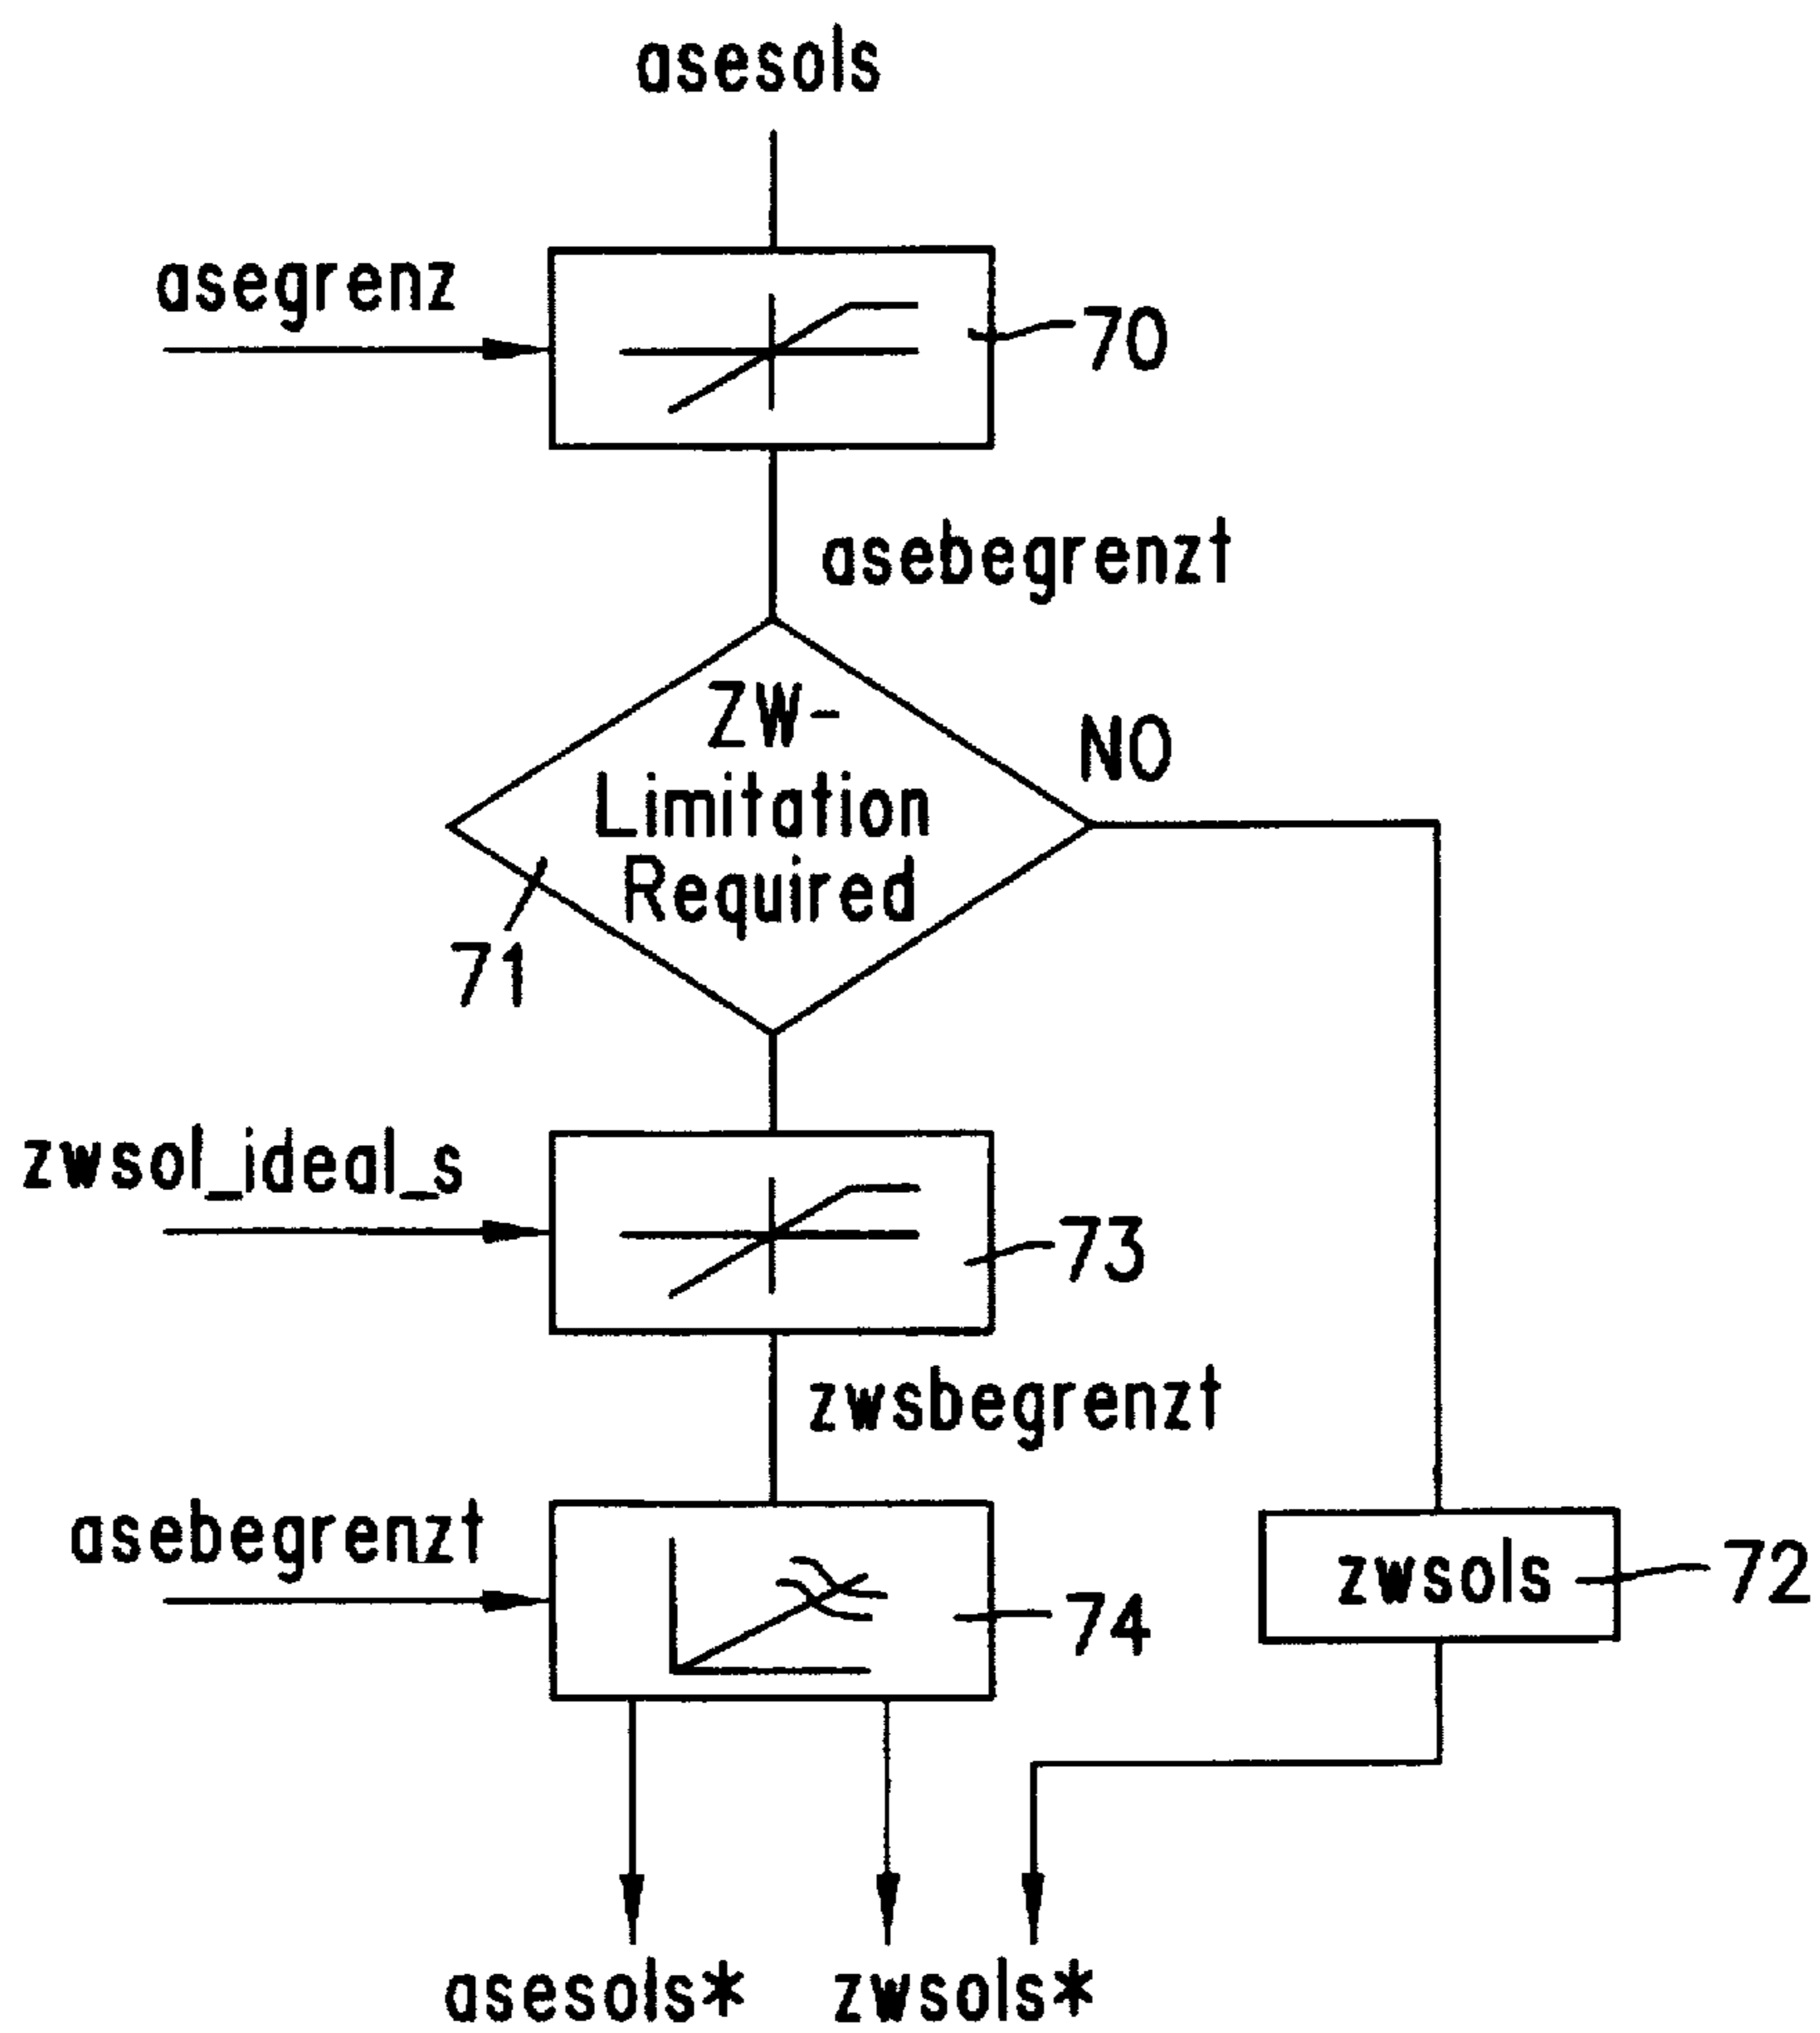 asesols
asegrenz
70
asebegrenzt
ZW-
Limitation
Required
NO
71
zwsol_ideal_s
73
zwsbegrenzt
asebegrenzt
74
zwsols
72
asesols*
zwsols*